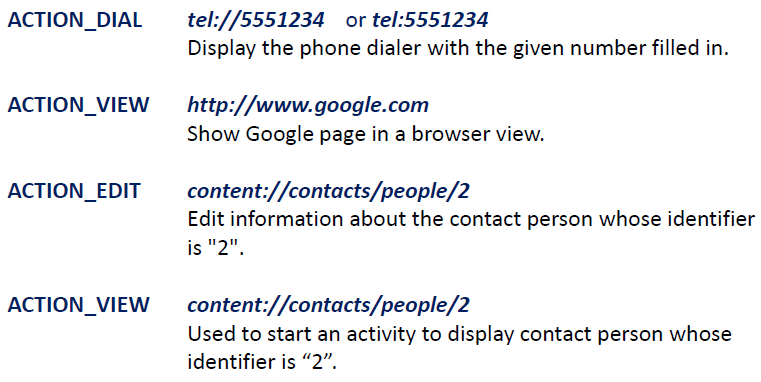 ACTION_DIAL tel://5551234 or tel:5551234
Display the phone dialer with the given number filled in.
ACTION_VIEW http://www.google.com
Show Google page in a browser view.
ACTION_EDIT content://contacts/people/2
Edit information about the contact person whose identifier
is "2".
ACTION_VIEW content://contacts/people/2
Used to start an activity to display contact person whose
identifier is “2”.